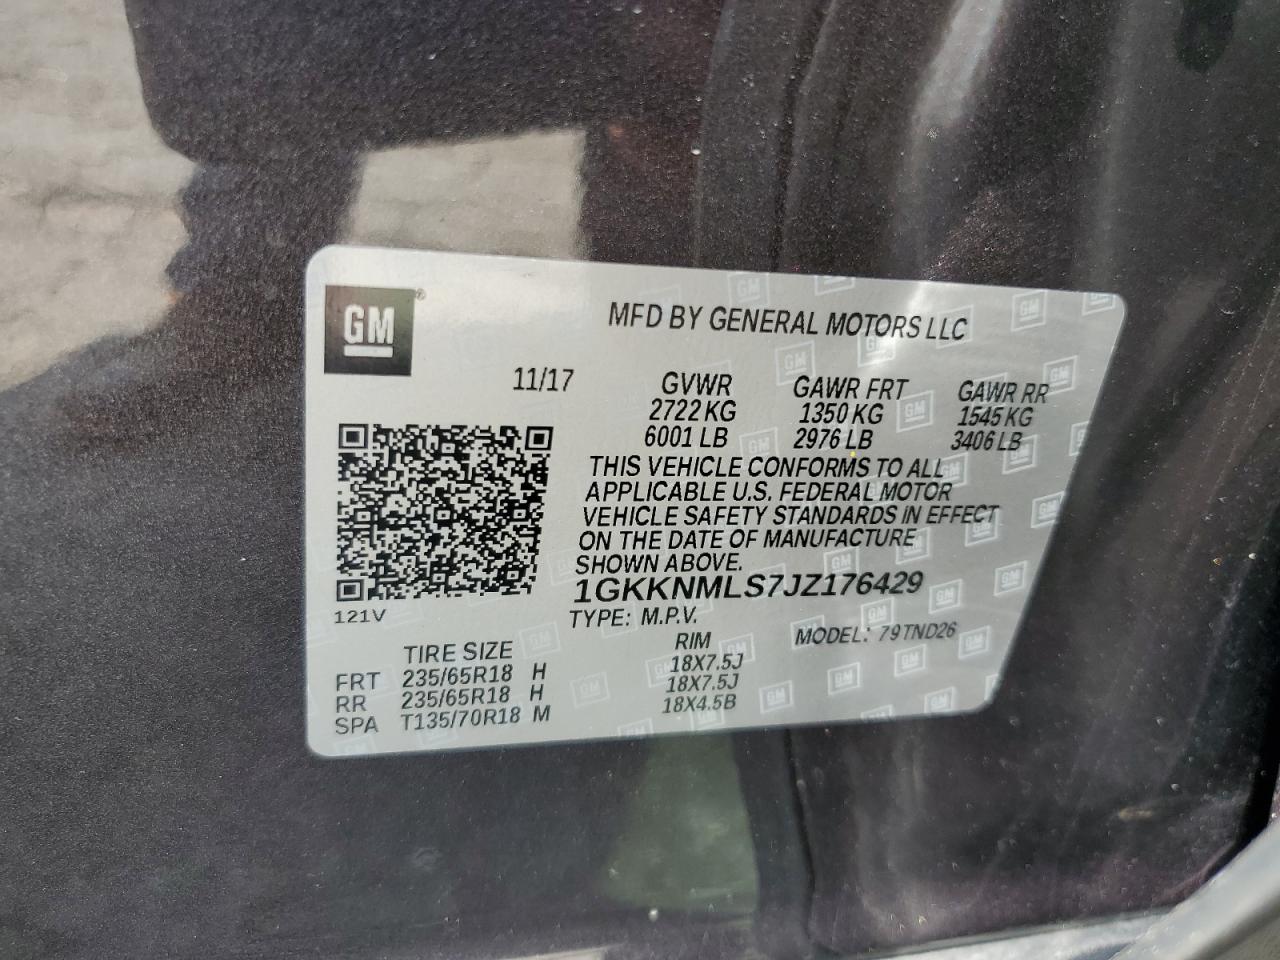 GM
MFD BY GENERAL MOTORS LLC
11/17
GVWR GAWR FRT GAWR RR
2722 KG 1350 KG 1545 KG
6001 LB 2976 LB 3406 LB
THIS VEHICLE CONFORMS TO ALL
APPLICABLE U.S. FEDERAL MOTOR
VEHICLE SAFETY STANDARDS IN EFFECT
ON THE DATE OF MANUFACTURE
SHOWN ABOVE.
1GKKNMLS7JZ176429
121V
TYPE: M.P.V. MODEL: 79TND26
TIRE SIZE RIM
FRT 235/65R18 H 18X7.5J
RR 235/65R18 H 18X7.5J
SPA T135/70R18 M 18X4.5B